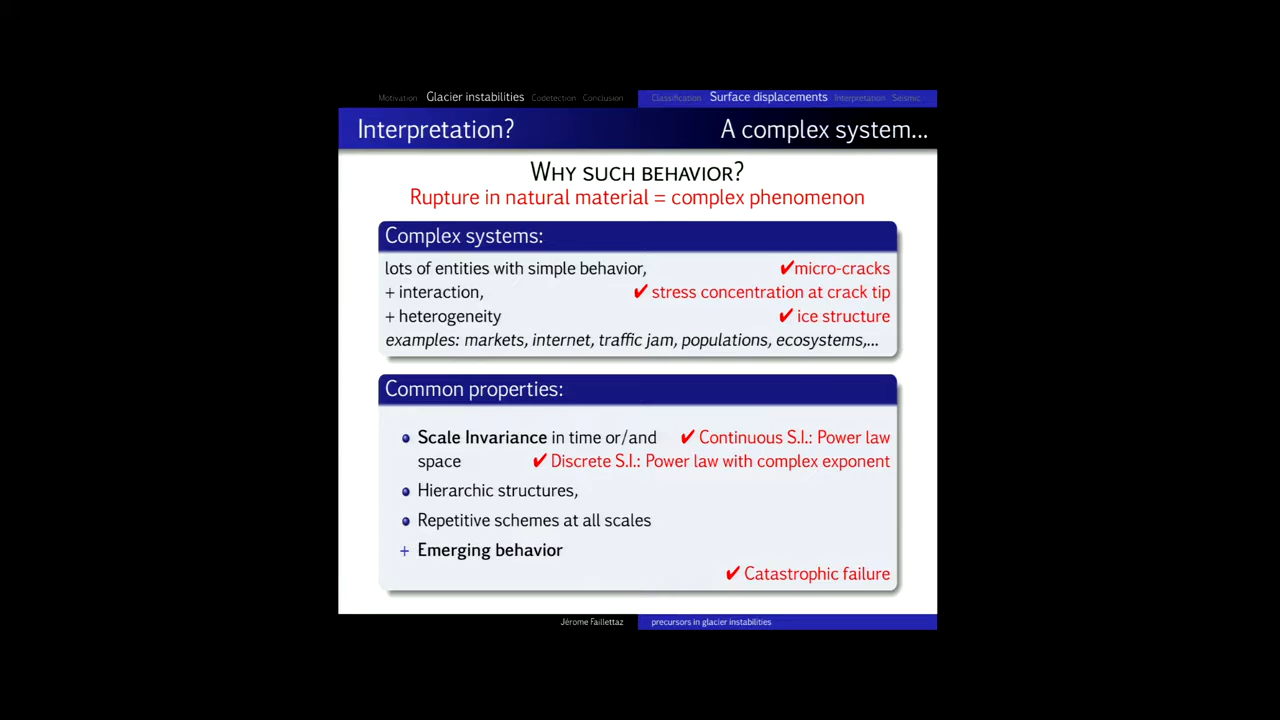 Motivation Glacier instabilities Codetection Conclusion Classification Surface displacements Interpretation Seismic
Interpretation? A complex system...
WHY SUCH BEHAVIOR?
Rupture in natural material = complex phenomenon
Complex systems:
lots of entities with simple behavior, ✔micro-cracks
+ interaction, ✔ stress concentration at crack tip
+ heterogeneity ✔ ice structure
examples: markets, internet, traffic jam, populations, ecosystems,...
Common properties:
Scale Invariance in time or/and ✔ Continuous S.I.: Power law
space ✔ Discrete S.I.: Power law with complex exponent
Hierarchic structures,
Repetitive schemes at all scales
+ Emerging behavior
✔ Catastrophic failure
Jérome Faillettaz precursors in glacier instabilities